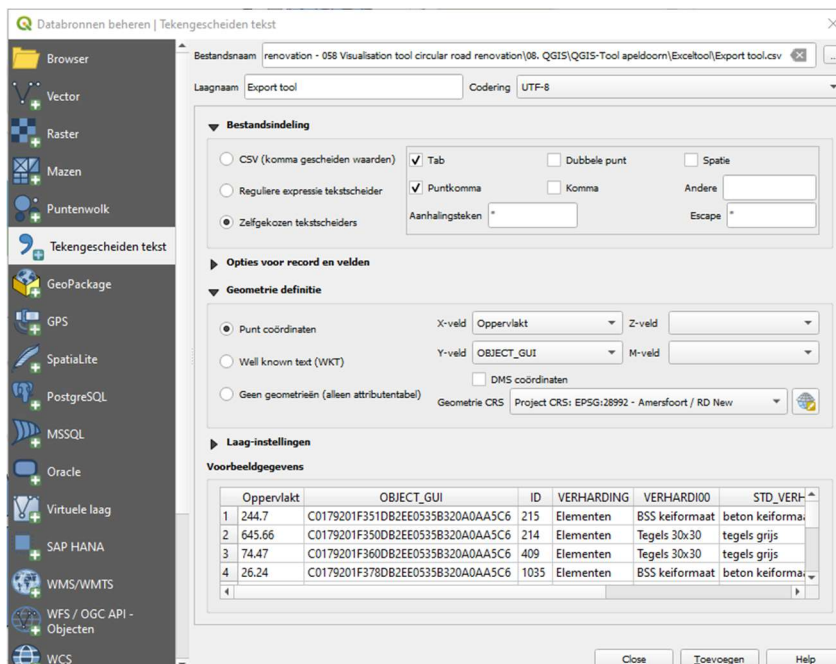 Databronnen beheren | Tekengescheiden tekst
Browser
Vector
Raster
Mazen
Puntenwolk
Tekengescheiden tekst
GeoPackage
GPS
SpatiaLite
PostgreSQL
MSSQL
Oracle
Virtuele laag
SAP HANA
WMS/WMTS
WFS / OGC API -
Objecten
WCS
Bestandsnaam renovation - 058 Visualisation tool circular road renovation\08. QGIS\QGIS-Tool apeldoorn\Exceltool\Export tool.csv ...
Laagnaam Export tool Codering UTF-8
Bestandsindeling
CSV (komma gescheiden waarden) Tab Dubbele punt Spatie
Reguliere expressie tekstscheider Puntkomma Komma Andere
Zelfgekozen tekstscheiders Aanhalingsteken " Escape "
Opties voor record en velden
Geometrie definitie
Punt coördinaten X-veld Oppervlakt Z-veld
Well known text (WKT) Y-veld OBJECT_GUI M-veld
DMS coördinaten
Geen geometrieën (alleen attributentabel) Geometrie CRS Project CRS: EPSG:28992 - Amersfoort / RD New
Laag-instellingen
Voorbeeldgegevens
Oppervlakt OBJECT_GUI ID VERHARDING VERHARDI00 STD_VERH
1 244.7 C0179201F351DB2EE0535B320A0AA5C6 215 Elementen BSS keiformaat beton keiforma
2 645.66 C0179201F350DB2EE0535B320A0AA5C6 214 Elementen Tegels 30x30 tegels grijs
3 74.47 C0179201F360DB2EE0535B320A0AA5C6 409 Elementen Tegels 30x30 tegels grijs
4 26.24 C0179201F378DB2EE0535B320A0AA5C6 1035 Elementen BSS keiformaat beton keiforma
Close Toevoegen Help